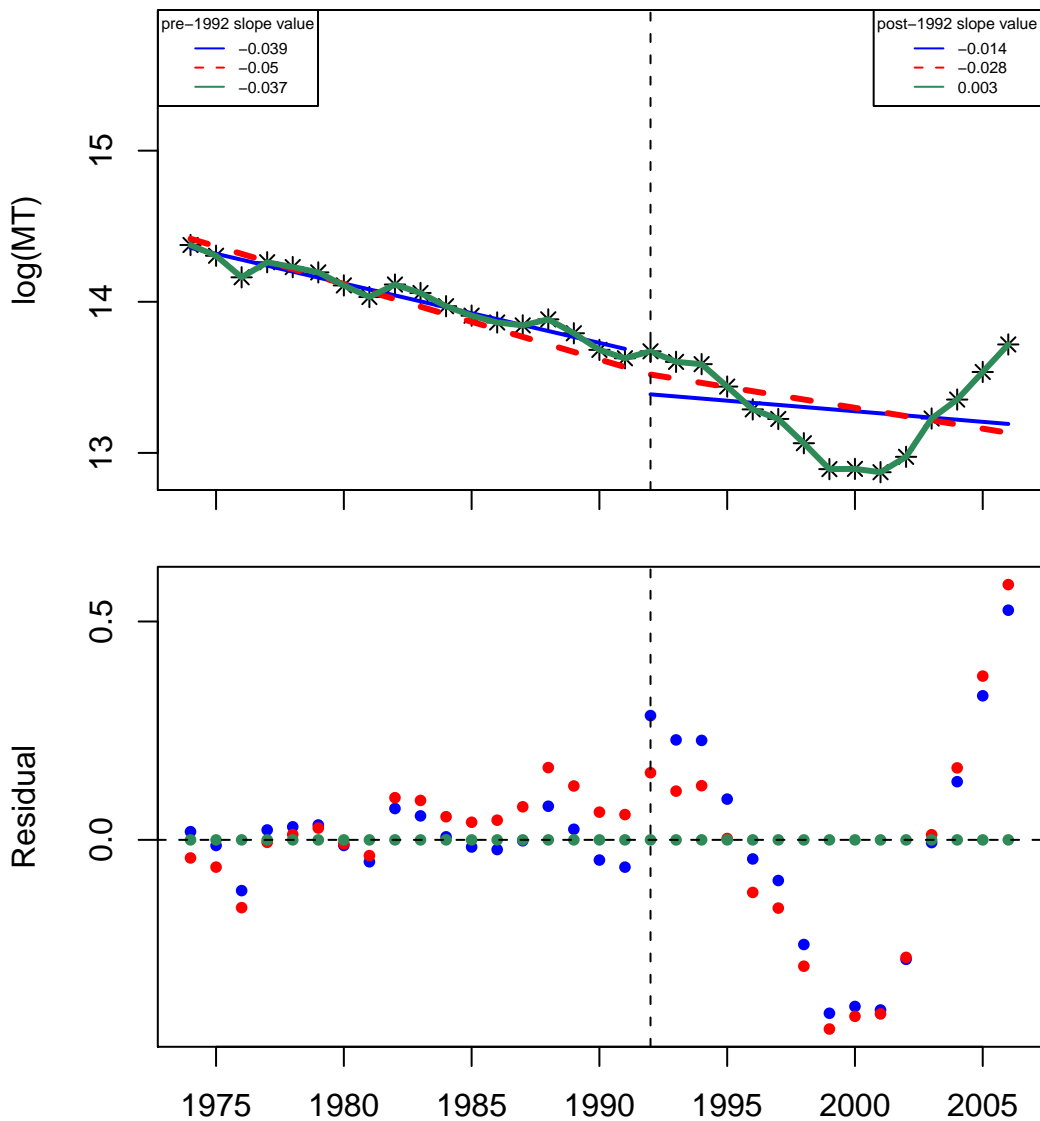 pre−1992 slope value
−0.039
−0.05
−0.037
post−1992 slope value
−0.014
−0.028
0.003
log(MT)
15
14
13
Residual
0.5
0.0
1975 1980 1985 1990 1995 2000 2005